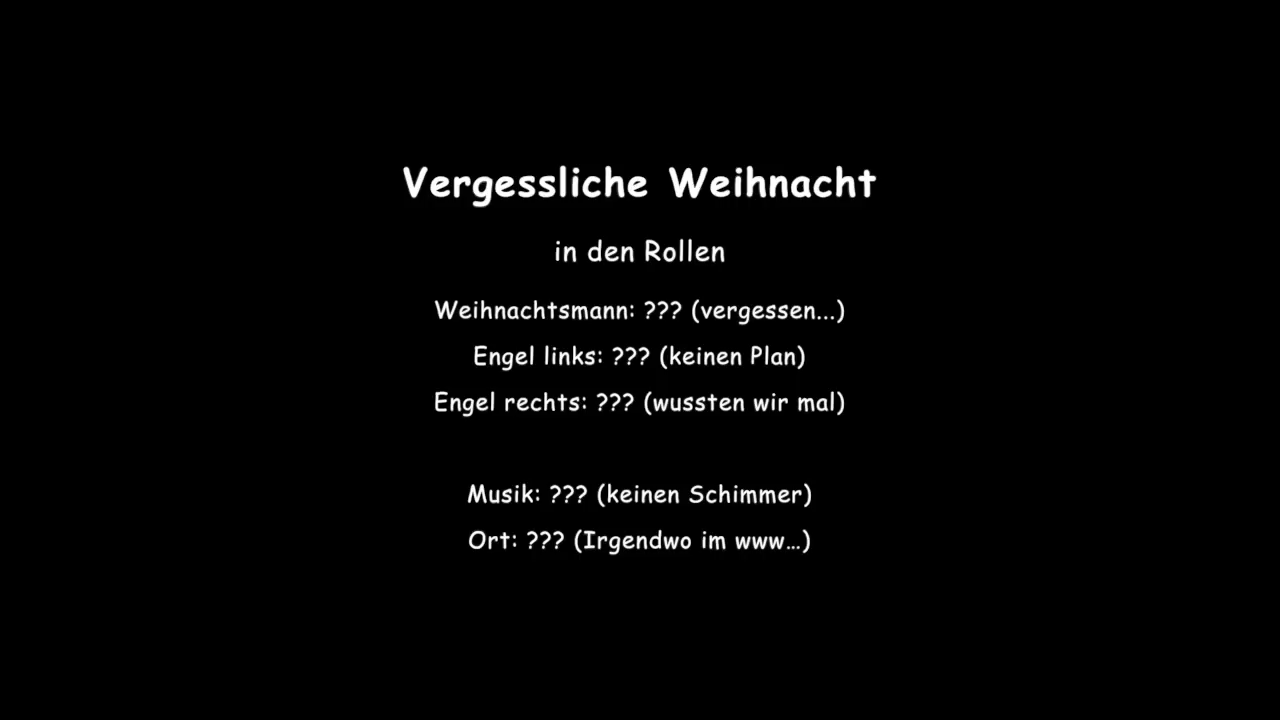 Vergessliche Weihnacht
in den Rollen
Weihnachtsmann: ??? (vergessen...)
Engel links: ??? (keinen Plan)
Engel rechts: ??? (wussten wir mal)
Musik: ??? (keinen Schimmer)
Ort: ??? (Irgendwo im www…)